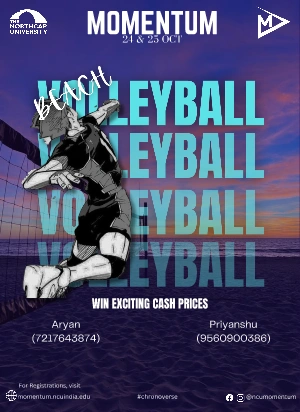 THE
NORTHCAP
UNIVERSITY
MOMENTUM
24 & 25 OCT
BEACH
VOLLEYBALL
VOLLEYBALL
VOLLEYBALL
VOLLEYBALL
WIN EXCITING CASH PRICES
Aryan
(7217643874)
Priyanshu
(9560900386)
For Registrations, visit
momentum.ncuindia.edu
#chronoverse
@ncumomentum